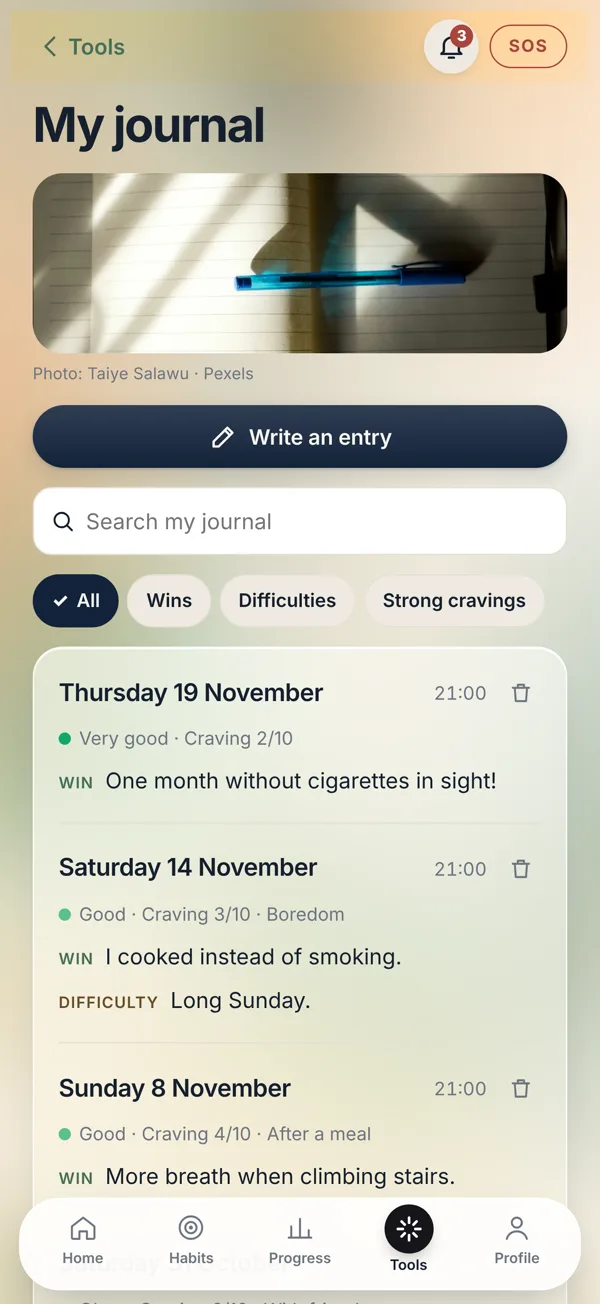 Tools
3
SOS
My journal
Photo: Taiye Salawu · Pexels
Write an entry
Search my journal
All Wins Difficulties Strong cravings
Thursday 19 November 21:00
Very good · Craving 2/10
WIN One month without cigarettes in sight!
Saturday 14 November 21:00
Good · Craving 3/10 · Boredom
WIN I cooked instead of smoking.
DIFFICULTY Long Sunday.
Sunday 8 November 21:00
Good · Craving 4/10 · After a meal
WIN More breath when climbing stairs.
Home Habits Progress Tools Profile